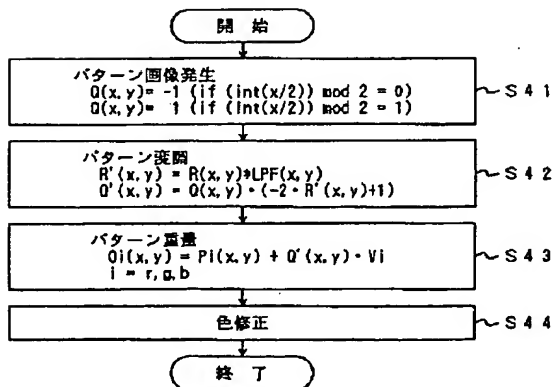 開 始
パターン画像発生
Q(x,y)= -1 (if (int(x/2)) mod 2 = 0)
Q(x,y)= 1 (if (int(x/2)) mod 2 = 1)
~S41
パターン変調
R'(x,y) = R(x,y)*LPF(x,y)
Q'(x,y) = Q(x,y)・(-2・R'(x,y)+1)
~S42
パターン重量
Oi(x,y) = Pi(x,y) + Q'(x,y)・Vi
i = r,g,b
~S43
色修正
~S44
終 了